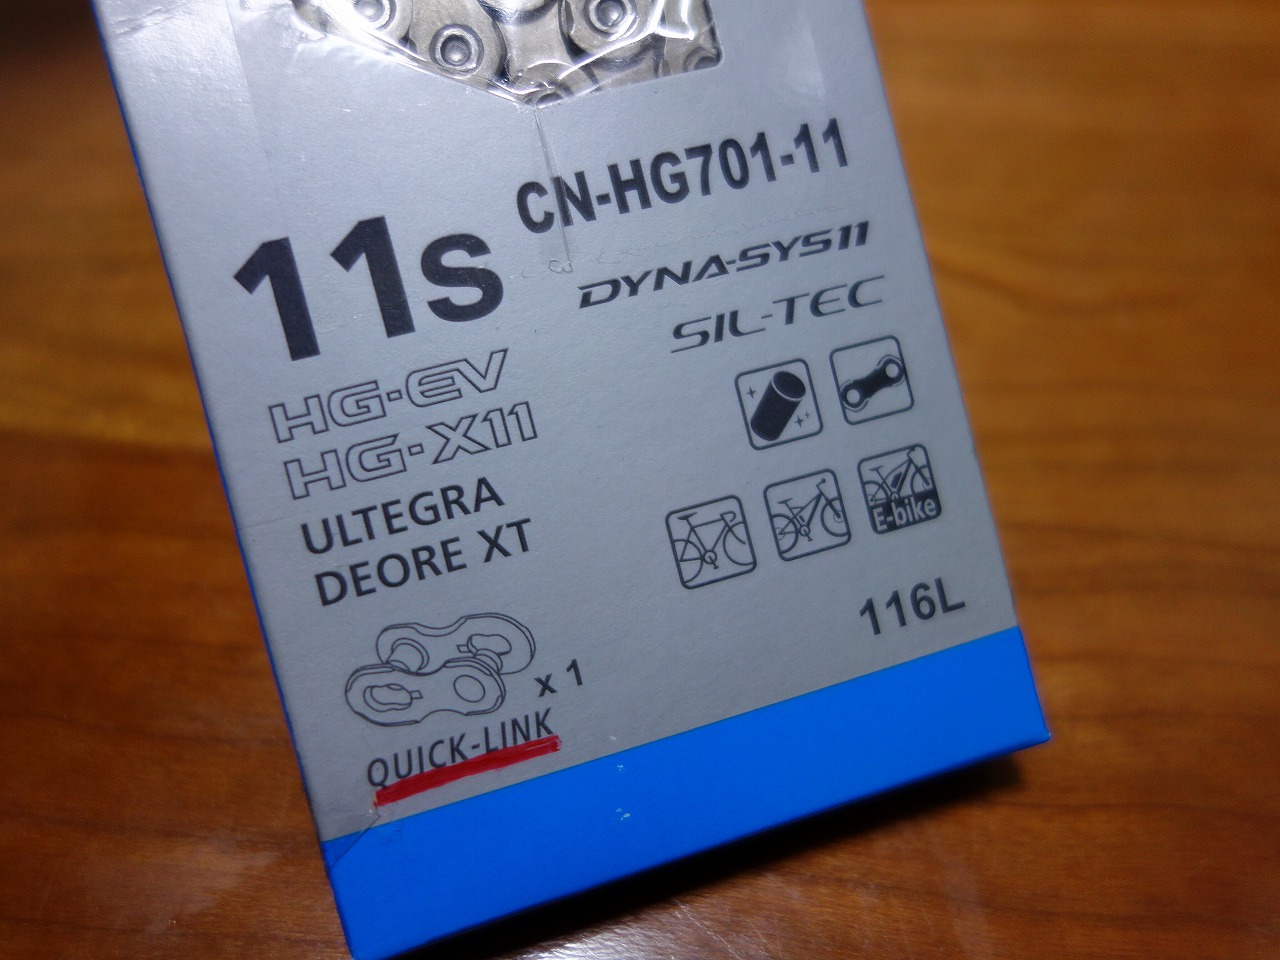 CN-HG701-11
11s
DYNA-SYS11
SIL-TEC
HG-EV
HG-X11
ULTEGRA
DEORE XT
E-bike
116L
x 1
QUICK-LINK